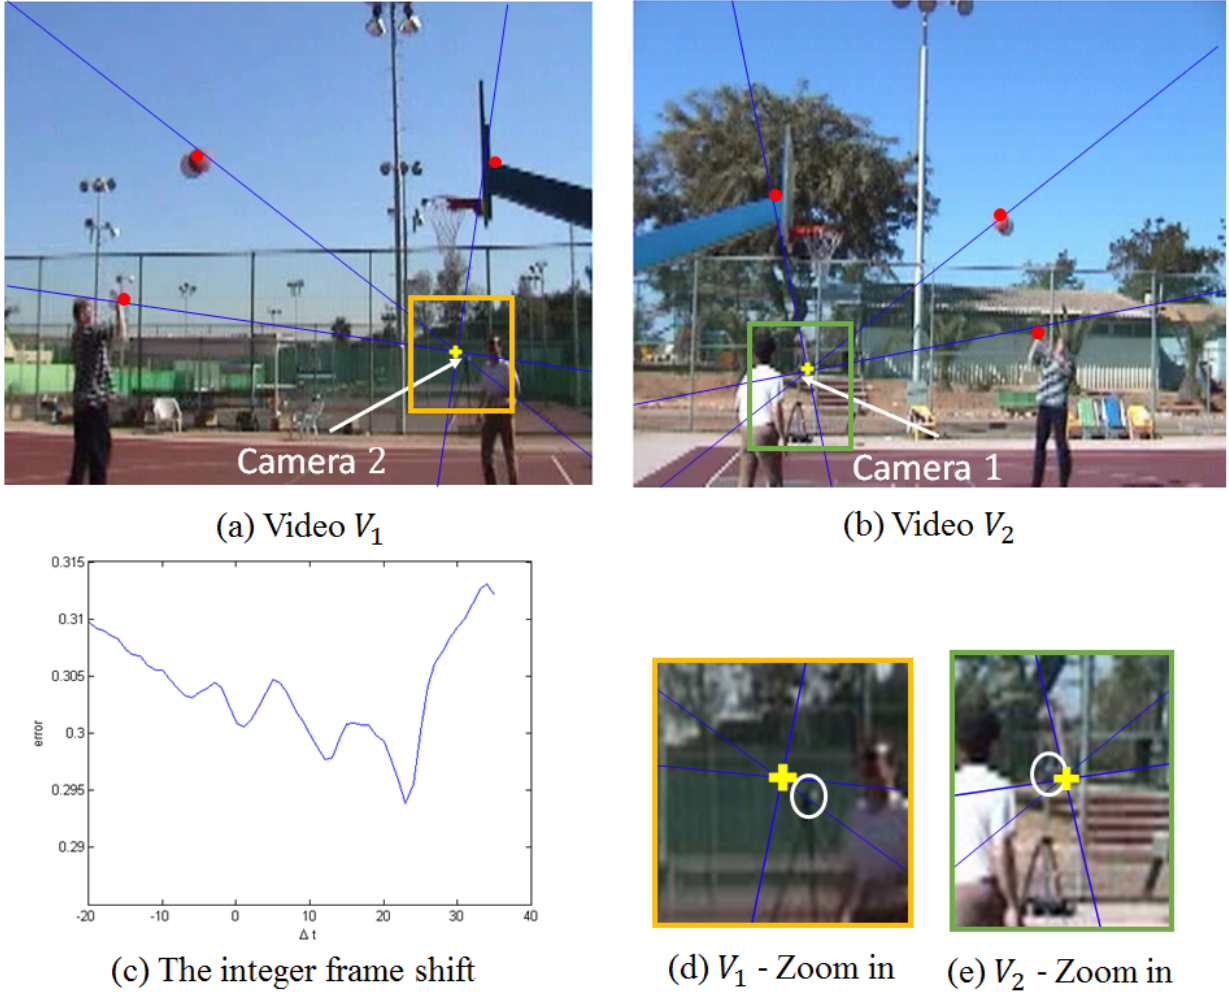 Camera 2
Camera 1
(a) Video V₁
(b) Video V₂
0.315
0.31
0.305
0.3
0.295
0.29
error
-20 -10 0 10 20 30 40
Δ t
(c) The integer frame shift
(d) V₁ - Zoom in
(e) V₂ - Zoom in